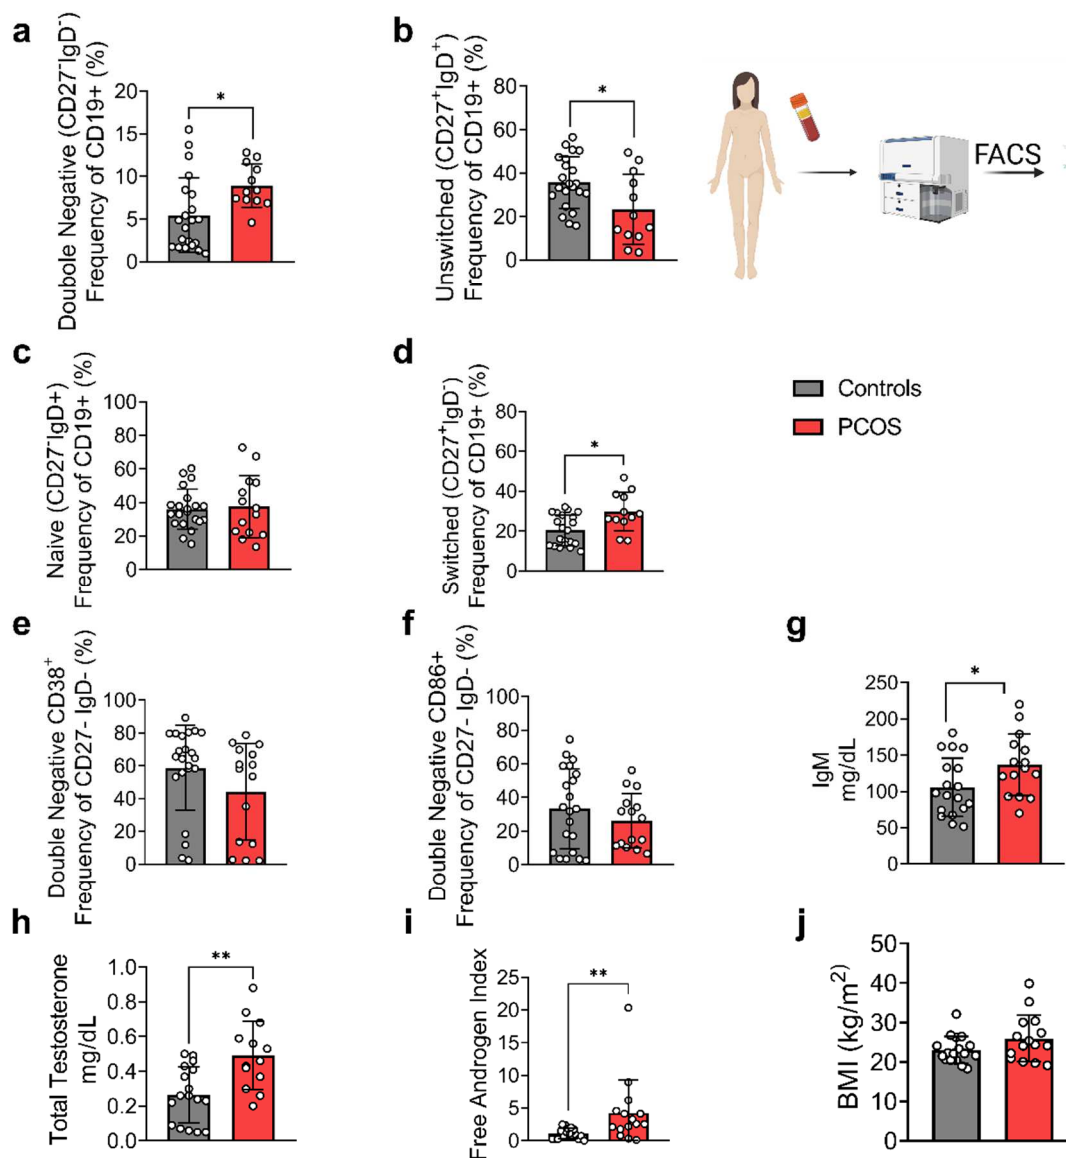 a
Doubole Negative (CD27⁻IgD⁻)
Frequency of CD19+ (%)
20
15
10
5
0
*
b
Unswitched (CD27⁺IgD⁺)
Frequency of CD19+ (%)
80
60
40
20
0
*
FACS
c
Naive (CD27⁻IgD+)
Frequency of CD19+ (%)
100
80
60
40
20
0
d
Switched (CD27⁺IgD⁻)
Frequency of CD19+ (%)
80
60
40
20
0
*
Controls
PCOS
e
Double Negative CD38⁺
Frequency of CD27- IgD- (%)
100
80
60
40
20
0
f
Double Negative CD86+
Frequency of CD27- IgD- (%)
100
80
60
40
20
0
g
IgM
mg/dL
250
200
150
100
50
0
*
h
Total Testosterone
mg/dL
1.0
0.8
0.6
0.4
0.2
0.0
**
i
Free Androgen Index
25
20
15
10
5
0
**
j
BMI (kg/m²)
50
40
30
20
10
0